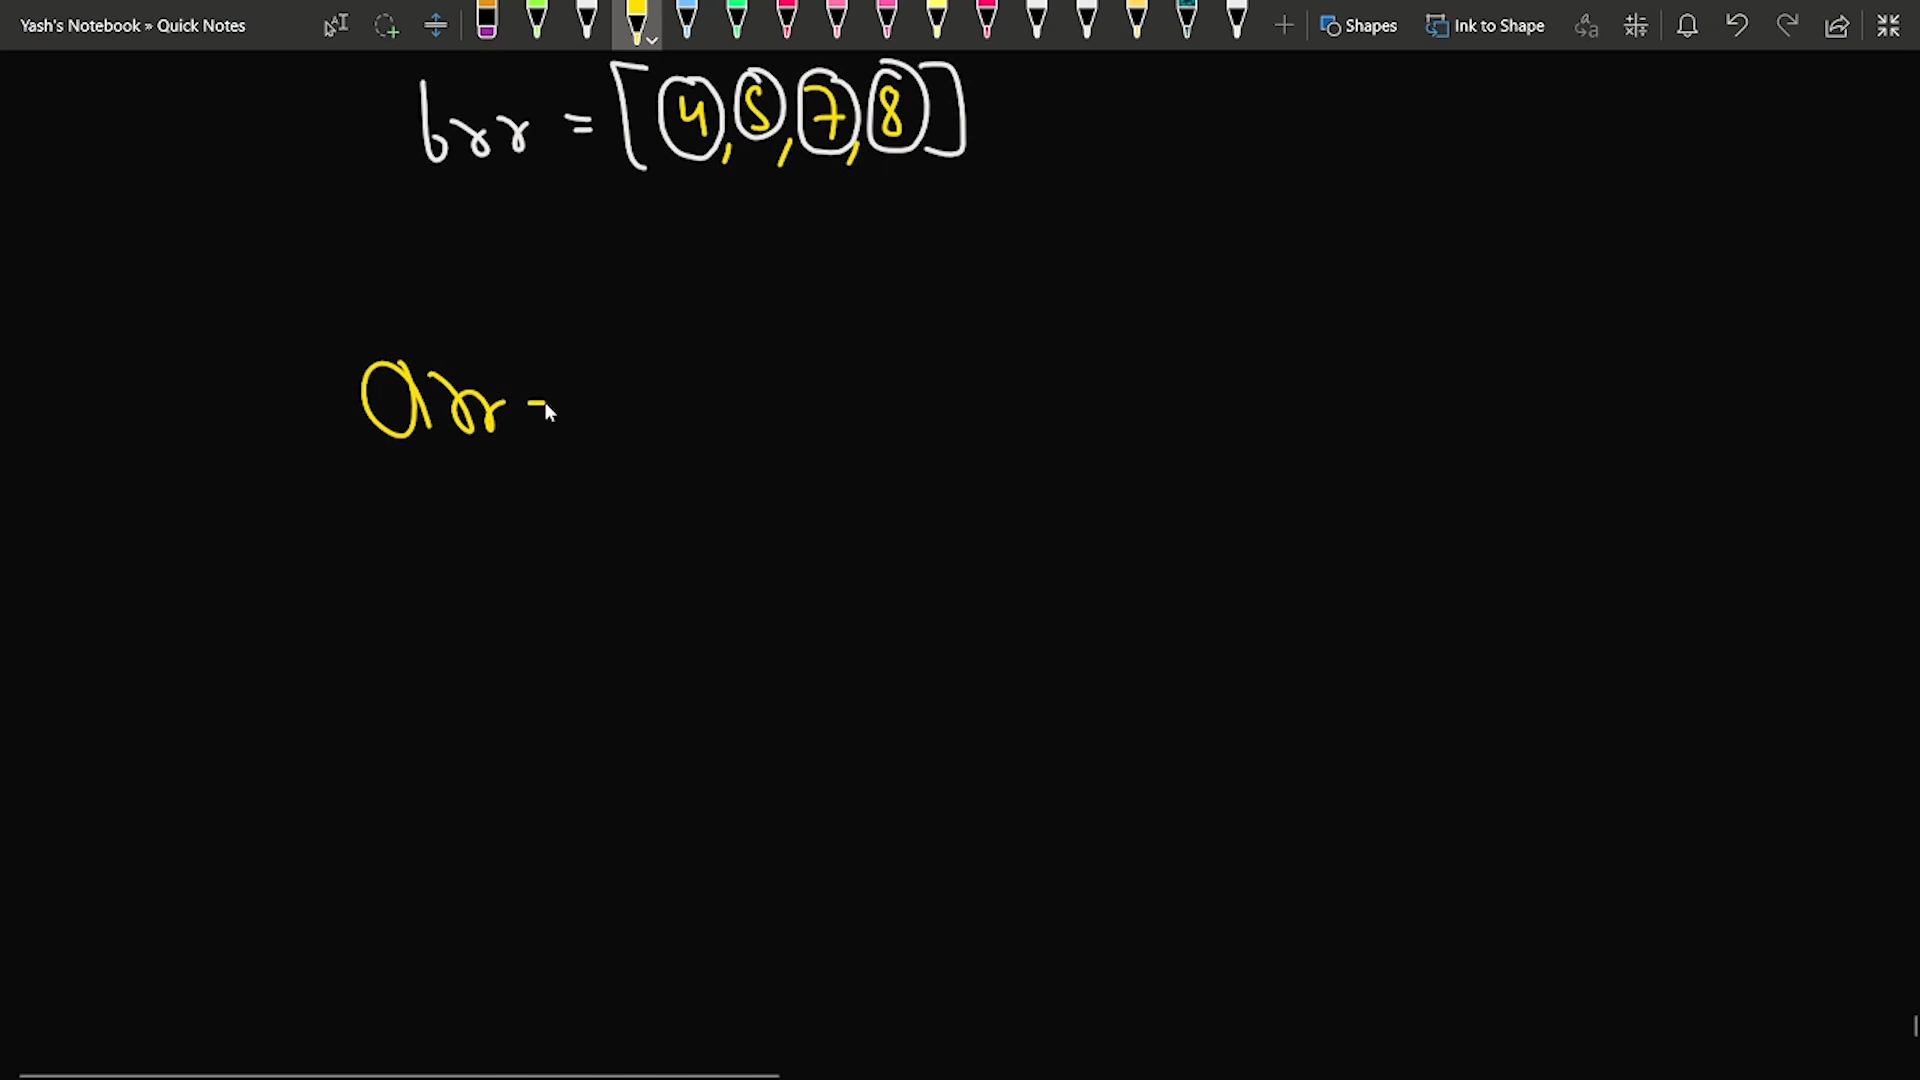 Yash's Notebook » Quick Notes Shapes Ink to Shape
brr = [4, 5, 7, 8]
arr -